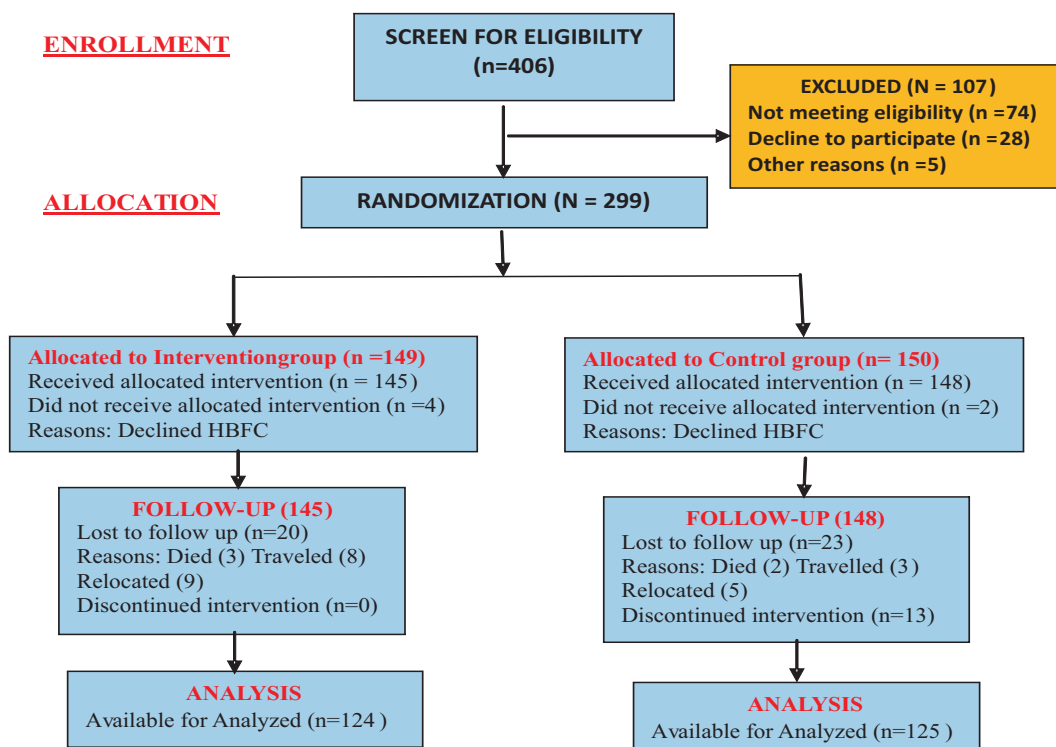 ENROLLMENT
SCREEN FOR ELIGIBILITY
(n=406)
EXCLUDED (N = 107)
Not meeting eligibility (n =74)
Decline to participate (n =28)
Other reasons (n =5)
ALLOCATION
RANDOMIZATION (N = 299)
Allocated to Interventiongroup (n =149)
Received allocated intervention (n = 145)
Did not receive allocated intervention (n =4)
Reasons: Declined HBFC
Allocated to Control group (n= 150)
Received allocated intervention (n = 148)
Did not receive allocated intervention (n =2)
Reasons: Declined HBFC
FOLLOW-UP (145)
Lost to follow up (n=20)
Reasons: Died (3) Traveled (8)
Relocated (9)
Discontinued intervention (n=0)
FOLLOW-UP (148)
Lost to follow up (n=23)
Reasons: Died (2) Travelled (3)
Relocated (5)
Discontinued intervention (n=13)
ANALYSIS
Available for Analyzed (n=124 )
ANALYSIS
Available for Analyzed (n=125 )